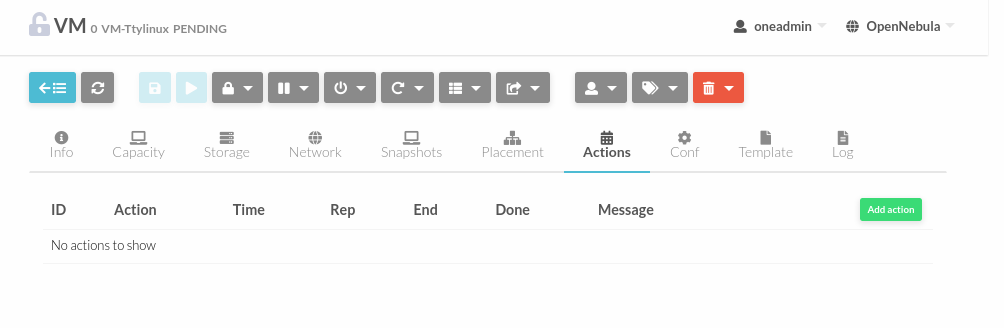 VM 0 VM-Ttylinux PENDING
oneadmin OpenNebula
Info Capacity Storage Network Snapshots Placement Actions Conf Template Log
ID Action Time Rep End Done Message Add action
No actions to show